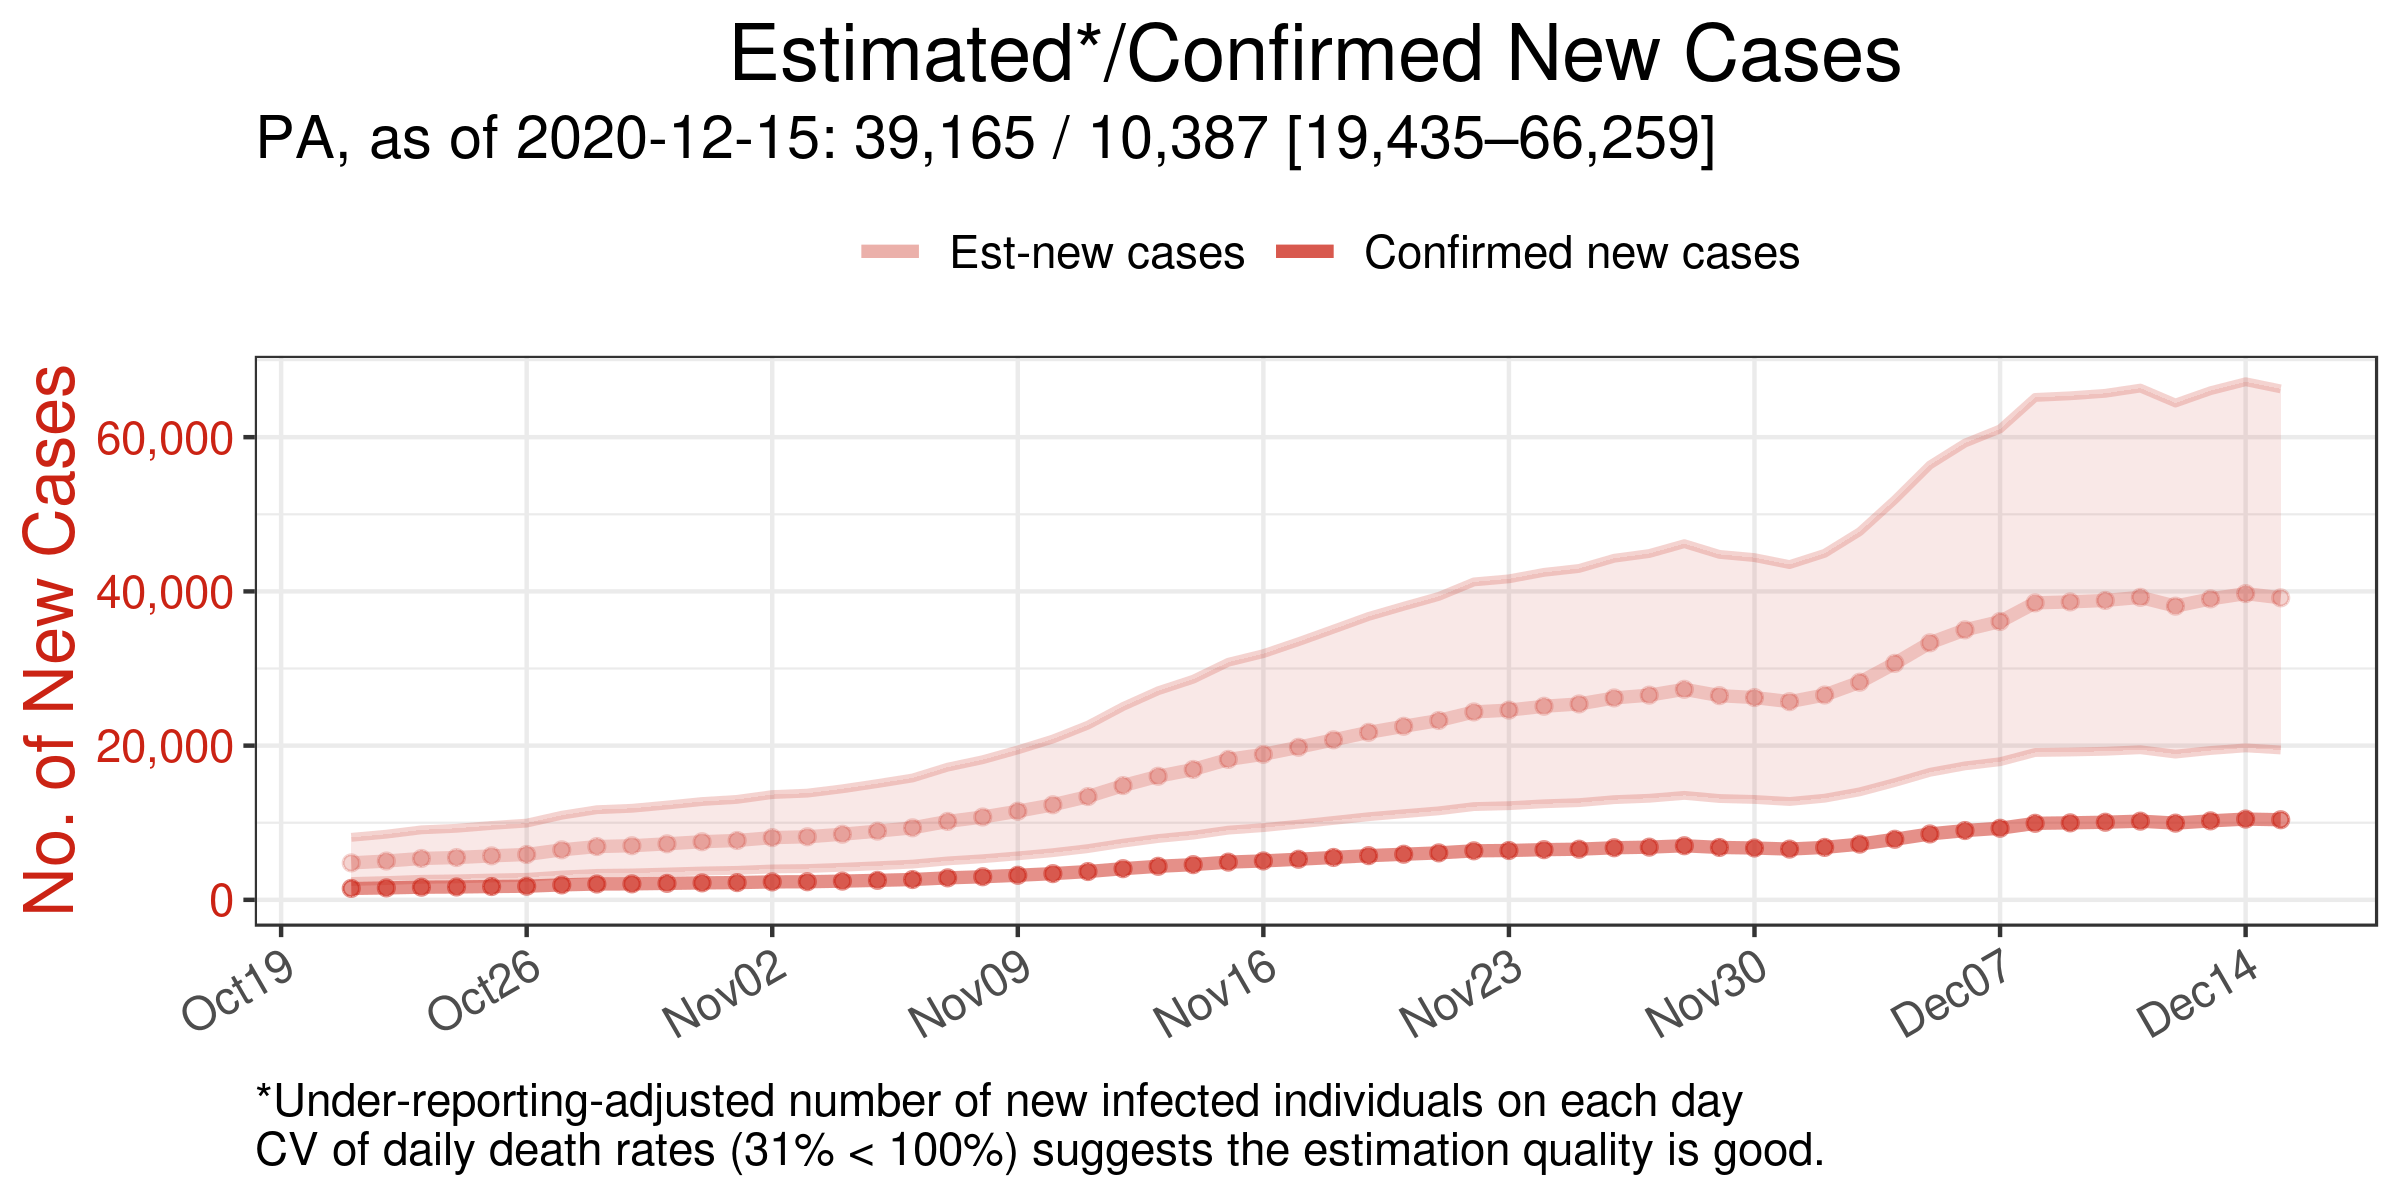 Estimated*/Confirmed New Cases
PA, as of 2020-12-15: 39,165 / 10,387 [19,435–66,259]
Est-new cases
Confirmed new cases
No. of New Cases
60,000
40,000
20,000
0
Oct19
Oct26
Nov02
Nov09
Nov16
Nov23
Nov30
Dec07
Dec14
*Under-reporting-adjusted number of new infected individuals on each day
CV of daily death rates (31% < 100%) suggests the estimation quality is good.